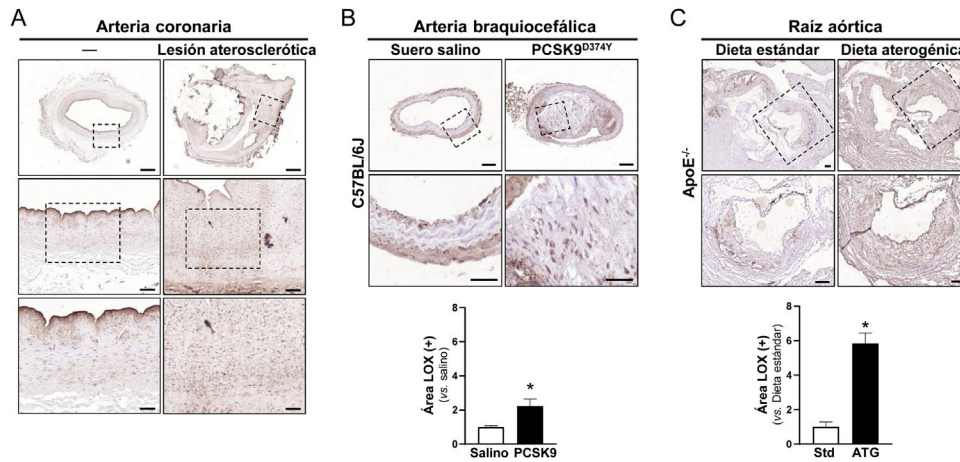 A
Arteria coronaria
—
Lesión aterosclerótica
B
Arteria braquiocefálica
Suero salino
PCSK9D374Y
C57BL/6J
Área LOX (+)
(vs. salino)
8
6
4
2
0
*
Salino PCSK9
C
Raíz aórtica
Dieta estándar
Dieta aterogénica
ApoE-/-
Área LOX (+)
(vs. Dieta estándar)
8
6
4
2
0
*
Std ATG